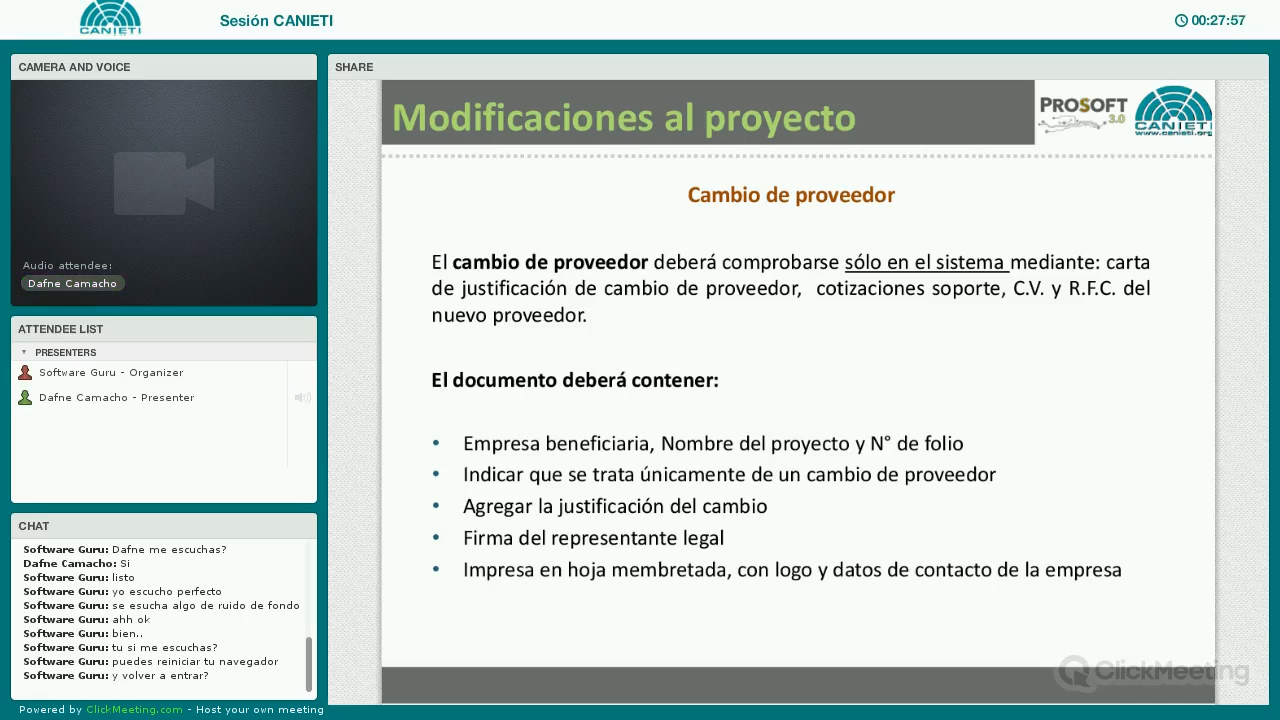 CANIETI
Sesión CANIETI
00:27:57
CAMERA AND VOICE
Audio attendee:
Dafne Camacho
ATTENDEE LIST
PRESENTERS
Software Guru - Organizer
Dafne Camacho - Presenter
CHAT
Software Guru: Dafne me escuchas?
Dafne Camacho: Si
Software Guru: listo
Software Guru: yo escucho perfecto
Software Guru: se esucha algo de ruido de fondo
Software Guru: ahh ok
Software Guru: bien..
Software Guru: tu si me escuchas?
Software Guru: puedes reiniciar tu navegador
Software Guru: y volver a entrar?
Powered by ClickMeeting.com - Host your own meeting
SHARE
Modificaciones al proyecto
PROSOFT
3.0
CANIETI
www.canieti.org
Cambio de proveedor
El cambio de proveedor deberá comprobarse sólo en el sistema mediante: carta
de justificación de cambio de proveedor, cotizaciones soporte, C.V. y R.F.C. del
nuevo proveedor.
El documento deberá contener:
• Empresa beneficiaria, Nombre del proyecto y N° de folio
• Indicar que se trata únicamente de un cambio de proveedor
• Agregar la justificación del cambio
• Firma del representante legal
• Impresa en hoja membretada, con logo y datos de contacto de la empresa
ClickMeeting